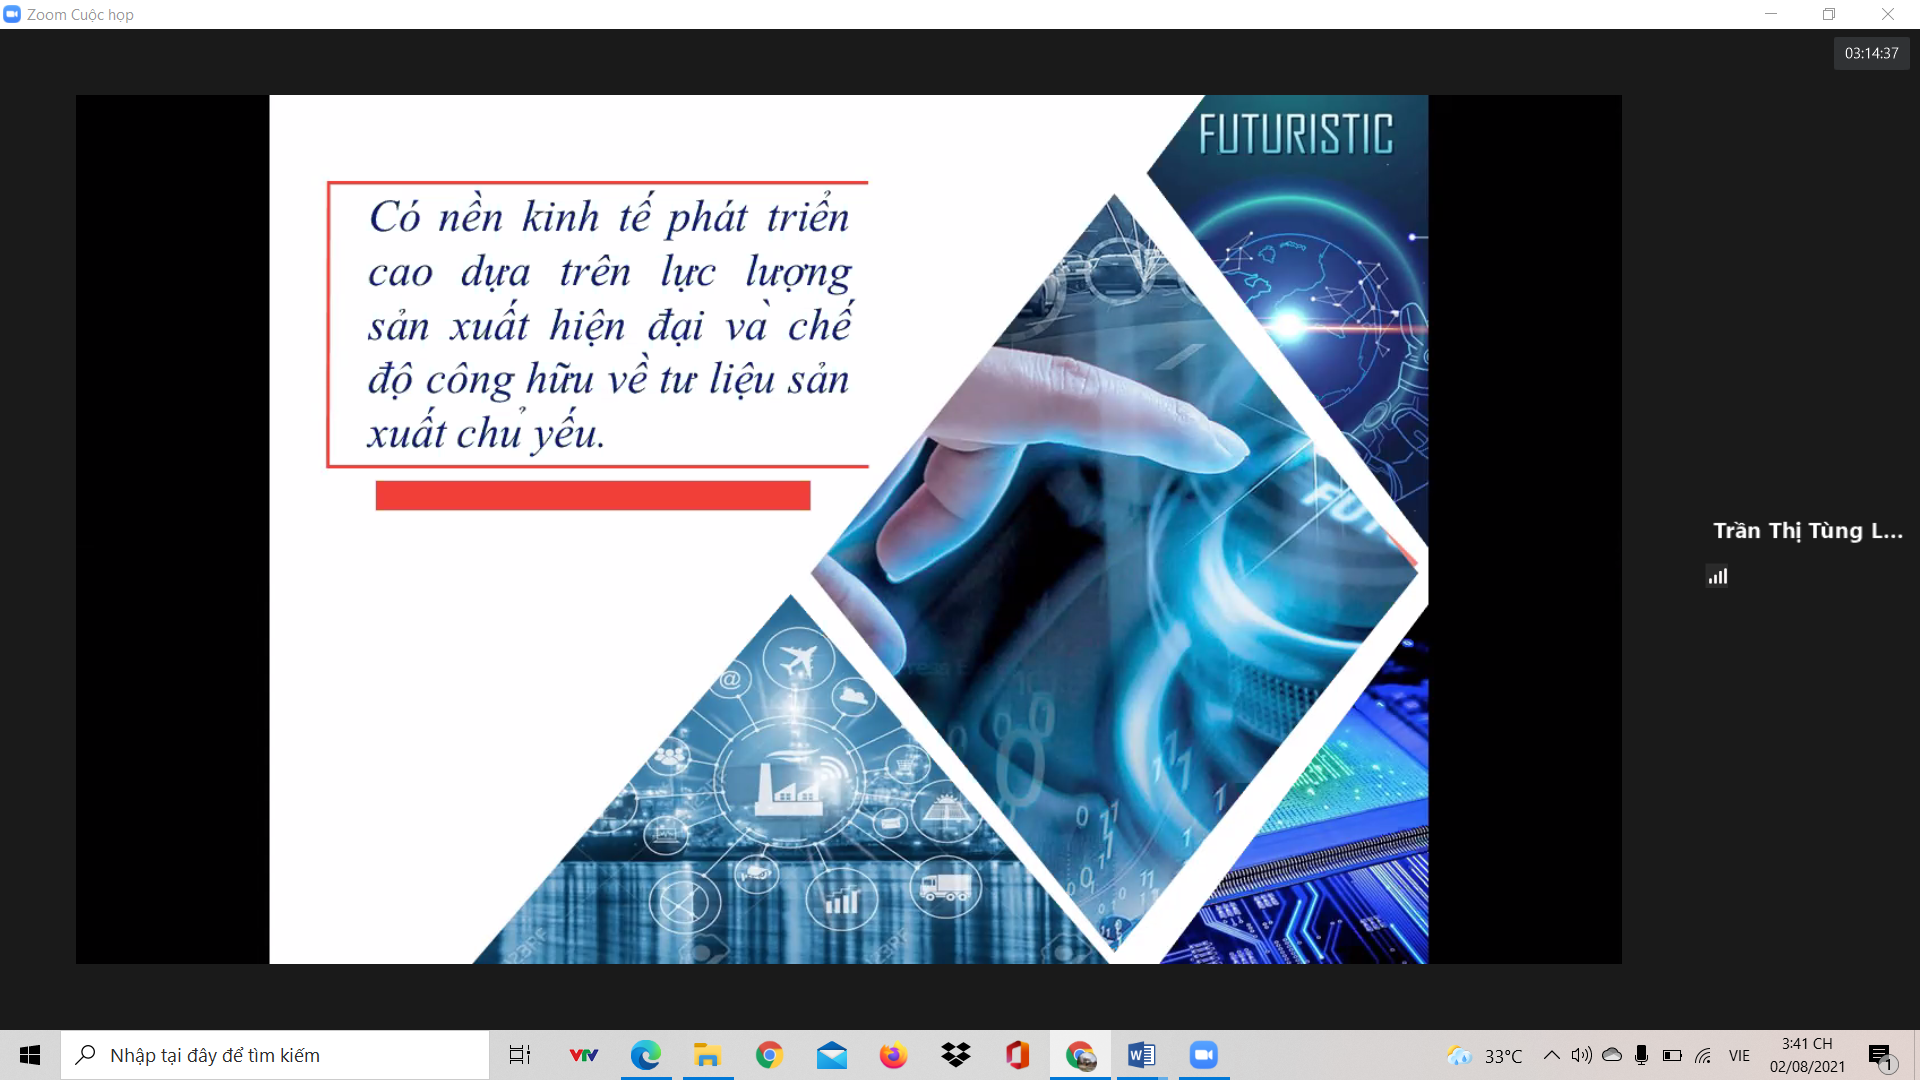 Zoom Cuộc họp
03:14:37
FUTURISTIC
Có nền kinh tế phát triển
cao dựa trên lực lượng
sản xuất hiện đại và chế
độ công hữu về tư liệu sản
xuất chủ yếu.
Trần Thị Tùng L...
Nhập tại đây để tìm kiếm
VTV
33°C
VIE
3:41 CH
02/08/2021
1